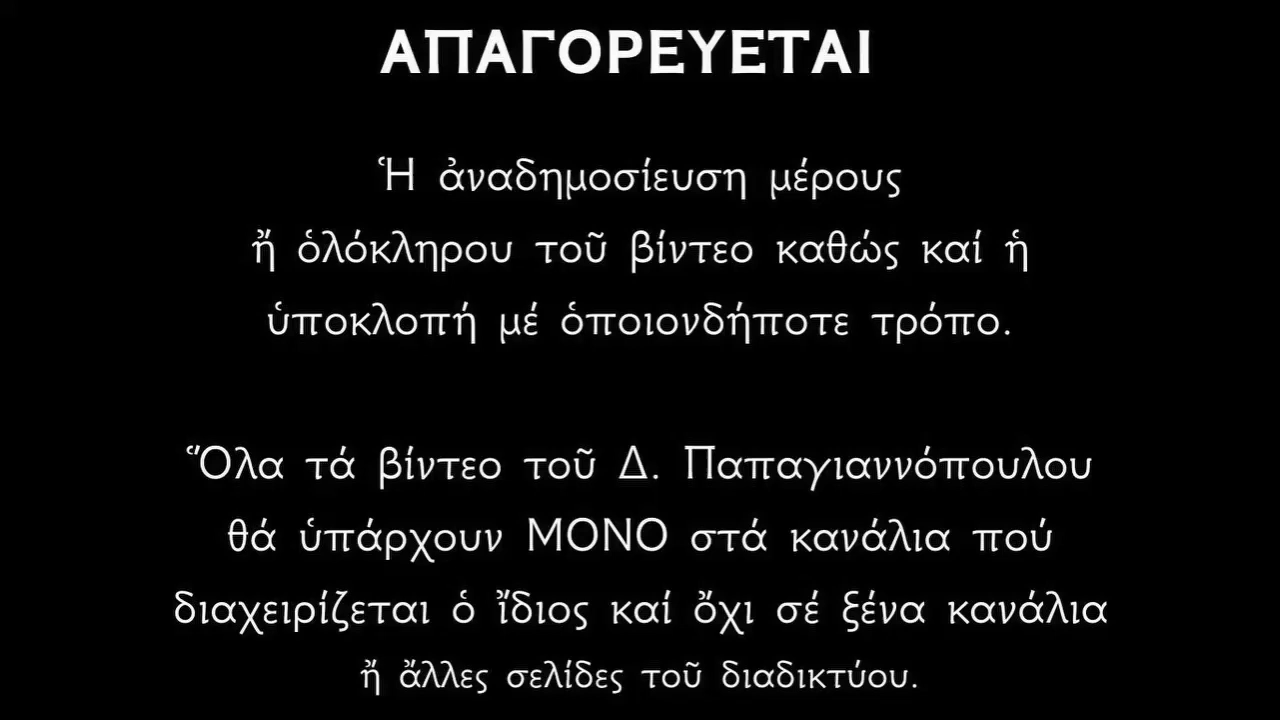 ΑΠΑΓΟΡΕΥΕΤΑΙ
Ἡ ἀναδημοσίευση μέρους
ἤ ὁλόκληρου τοῦ βίντεο καθώς καί ἡ
ὑποκλοπή μέ ὁποιονδήποτε τρόπο.
Ὅλα τά βίντεο τοῦ Δ. Παπαγιαννόπουλου
θά ὑπάρχουν ΜΟΝΟ στά κανάλια πού
διαχειρίζεται ὁ ἴδιος καί ὄχι σέ ξένα κανάλια
ἤ ἄλλες σελίδες τοῦ διαδικτύου.